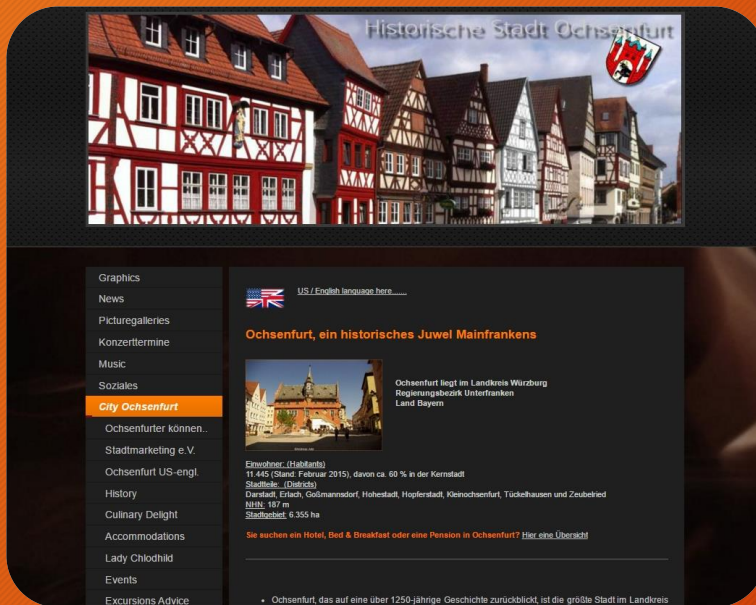 Historische Stadt Ochsenfurt
Graphics
News
Picturegalleries
Konzerttermine
Music
Soziales
City Ochsenfurt
Ochsenfurter können..
Stadtmarketing e.V.
Ochsenfurt US-engl.
History
Culinary Delight
Accommodations
Lady Chlodhild
Events
Excursions Advice
US / English language here.......
Ochsenfurt, ein historisches Juwel Mainfrankens
Ochsenfurt liegt im Landkreis Würzburg
Regierungsbezirk Unterfranken
Land Bayern
Einwohner: (Habitants)
11.445 (Stand: Februar 2015), davon ca. 60 % in der Kernstadt
Stadtteile: (Districts)
Darstadt, Erlach, Goßmannsdorf, Hohestadt, Hopferstadt, Kleinochsenfurt, Tückelhausen und Zeubelried
NHN: 187 m
Stadtgebiet: 6.355 ha
Sie suchen ein Hotel, Bed & Breakfast oder eine Pension in Ochsenfurt? Hier eine Übersicht
• Ochsenfurt, das auf eine über 1250-jährige Geschichte zurückblickt, ist die größte Stadt im Landkreis